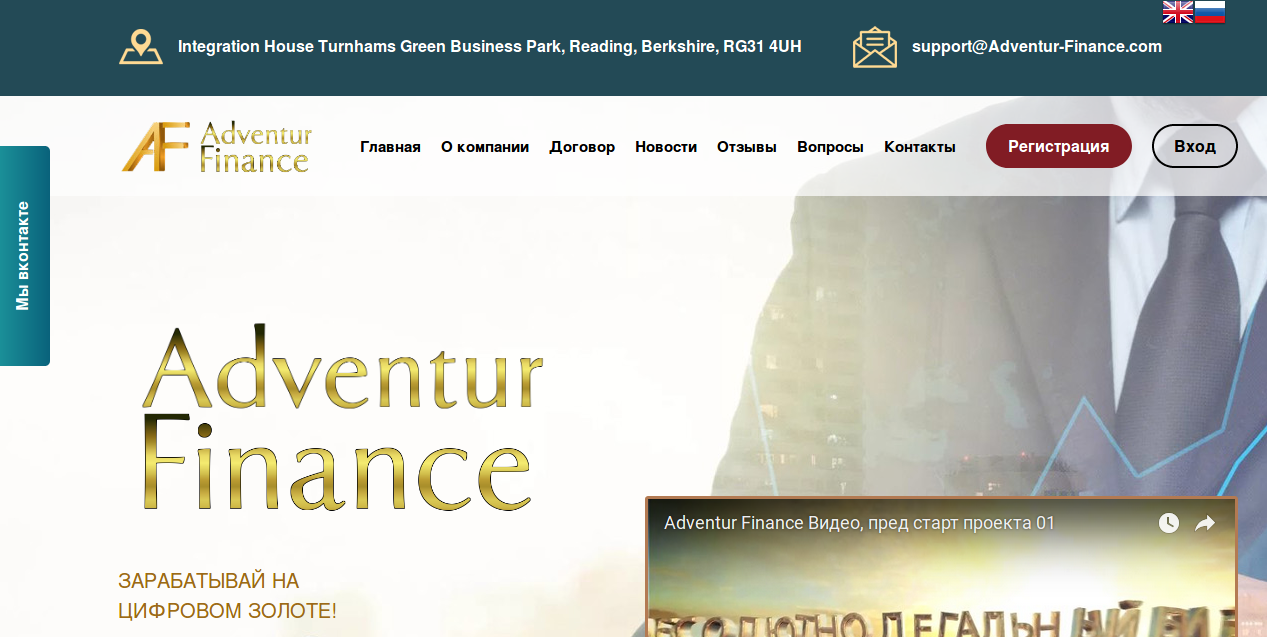 Integration House Turnhams Green Business Park, Reading, Berkshire, RG31 4UH
support@Adventur-Finance.com
AF Adventur
Finance
Главная О компании Договор Новости Отзывы Вопросы Контакты Регистрация Вход
Мы вконтакте
Adventur
Finance
Adventur Finance Видео, пред старт проекта 01
ЗАРАБАТЫВАЙ НА
ЦИФРОВОМ ЗОЛОТЕ!